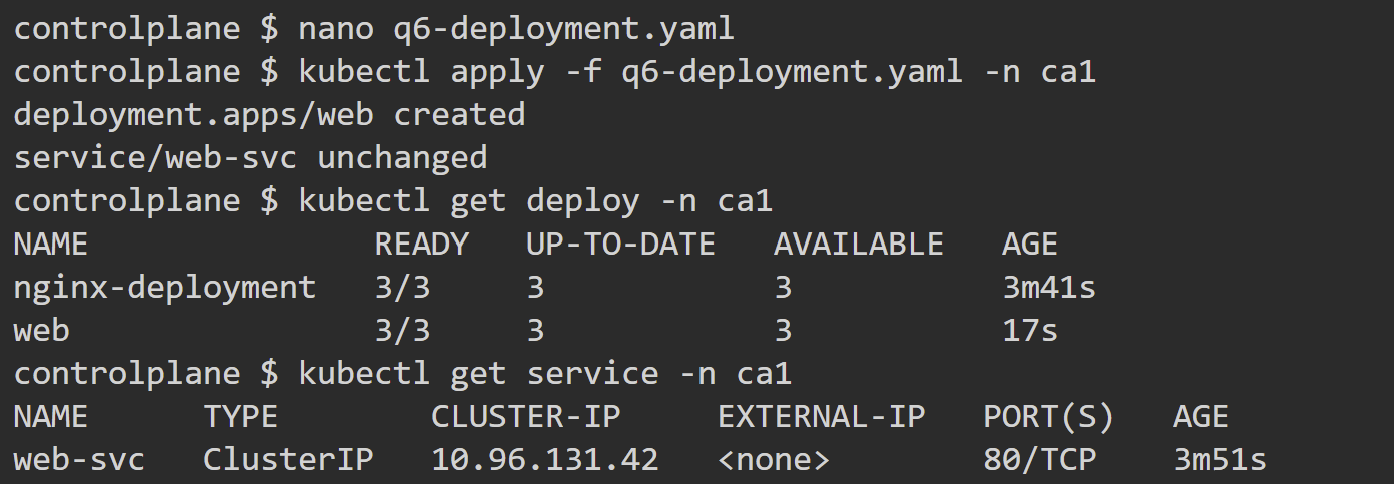 controlplane $ nano q6-deployment.yaml
controlplane $ kubectl apply -f q6-deployment.yaml -n ca1
deployment.apps/web created
service/web-svc unchanged
controlplane $ kubectl get deploy -n ca1
NAME               READY   UP-TO-DATE   AVAILABLE   AGE
nginx-deployment   3/3     3            3           3m41s
web                3/3     3            3           17s
controlplane $ kubectl get service -n ca1
NAME      TYPE        CLUSTER-IP     EXTERNAL-IP   PORT(S)   AGE
web-svc   ClusterIP   10.96.131.42   <none>        80/TCP    3m51s